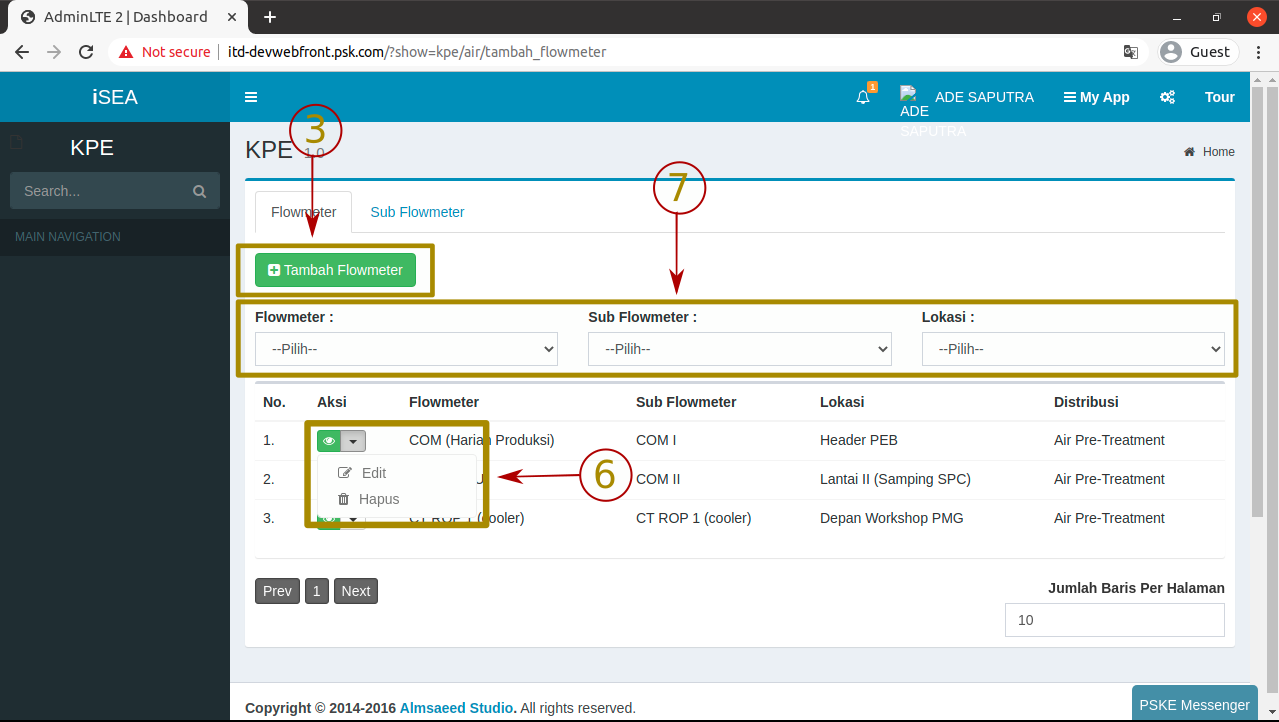 AdminLTE 2 | Dashboard
Not secure | itd-devwebfront.psk.com/?show=kpe/air/tambah_flowmeter
Guest
iSEA
1
ADE SAPUTRA
ADE SAPUTRA
My App
Tour
KPE
Search...
MAIN NAVIGATION
KPE 1.0
Home
3
7
Flowmeter
Sub Flowmeter
Tambah Flowmeter
Flowmeter :
Sub Flowmeter :
Lokasi :
--Pilih--
--Pilih--
--Pilih--
No. Aksi Flowmeter Sub Flowmeter Lokasi Distribusi
1. COM (Harian Produksi) COM I Header PEB Air Pre-Treatment
Edit
2. COM II Lantai II (Samping SPC) Air Pre-Treatment
6
Hapus
3. CT ROP 1 (cooler) CT ROP 1 (cooler) Depan Workshop PMG Air Pre-Treatment
Prev 1 Next
Jumlah Baris Per Halaman
10
Copyright © 2014-2016 Almsaeed Studio. All rights reserved.
PSKE Messenger